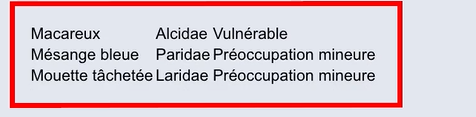 Macareux Alcidae Vulnérable
Mésange bleue Paridae Préoccupation mineure
Mouette tâchetée Laridae Préoccupation mineure